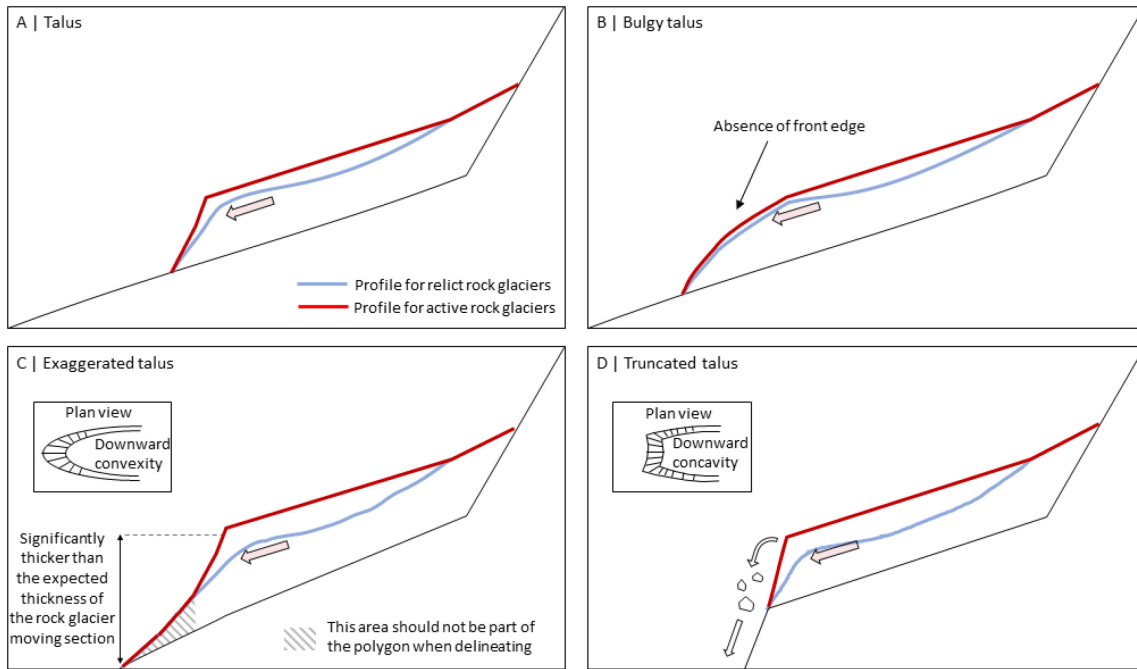 A | Talus
Profile for relict rock glaciers
Profile for active rock glaciers
B | Bulgy talus
Absence of front edge
C | Exaggerated talus
Plan view
Downward
convexity
Significantly
thicker than
the expected
thickness of
the rock glacier
moving section
This area should not be part of
the polygon when delineating
D | Truncated talus
Plan view
Downward
concavity